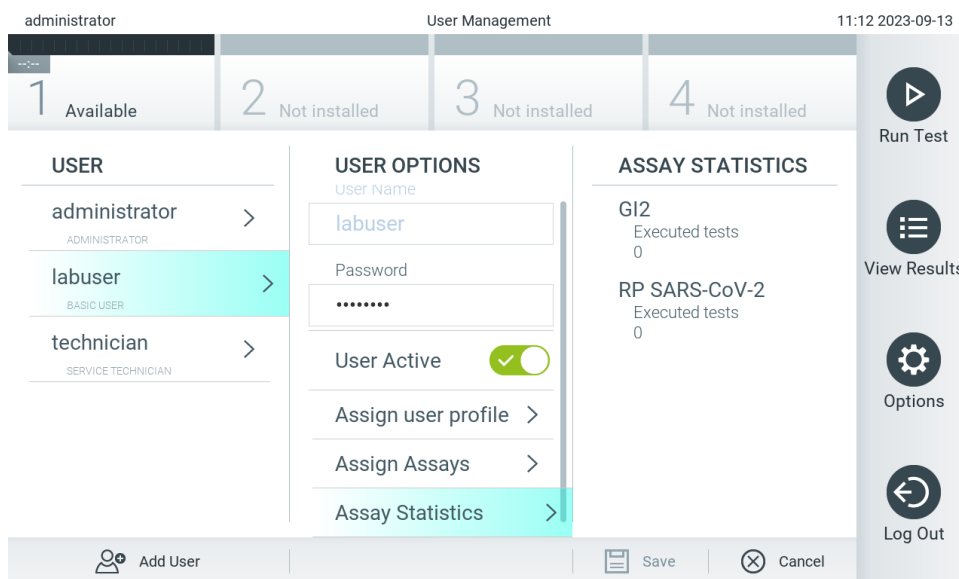 administrator
User Management
11:12 2023-09-13
--:--
1 Available
2 Not installed
3 Not installed
4 Not installed
Run Test
View Results
Options
Log Out
USER
administrator
ADMINISTRATOR
labuser
BASIC USER
technician
SERVICE TECHNICIAN
USER OPTIONS
User Name
labuser
Password
••••••••
User Active
Assign user profile
Assign Assays
Assay Statistics
ASSAY STATISTICS
GI2
Executed tests
0
RP SARS-CoV-2
Executed tests
0
Add User
Save
Cancel